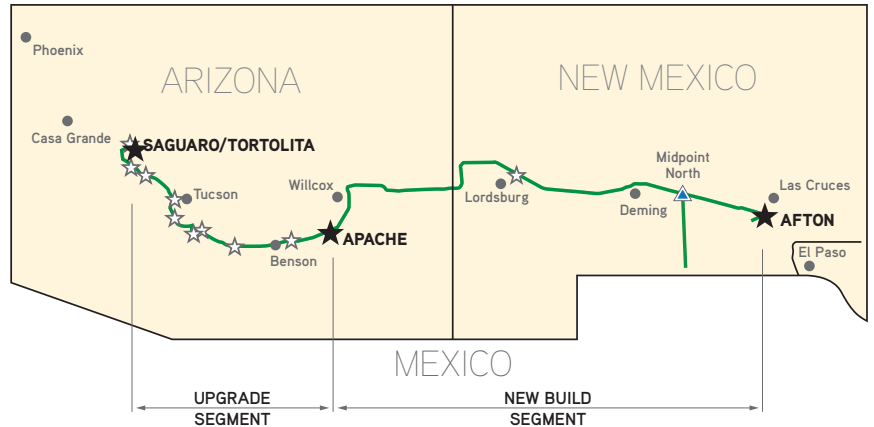 Phoenix
ARIZONA
NEW MEXICO
Casa Grande
SAGUARO/TORTOLITA
Midpoint
North
Tucson
Willcox
Lordsburg
Deming
Las Cruces
AFTON
APACHE
Benson
El Paso
MEXICO
UPGRADE
SEGMENT
NEW BUILD
SEGMENT